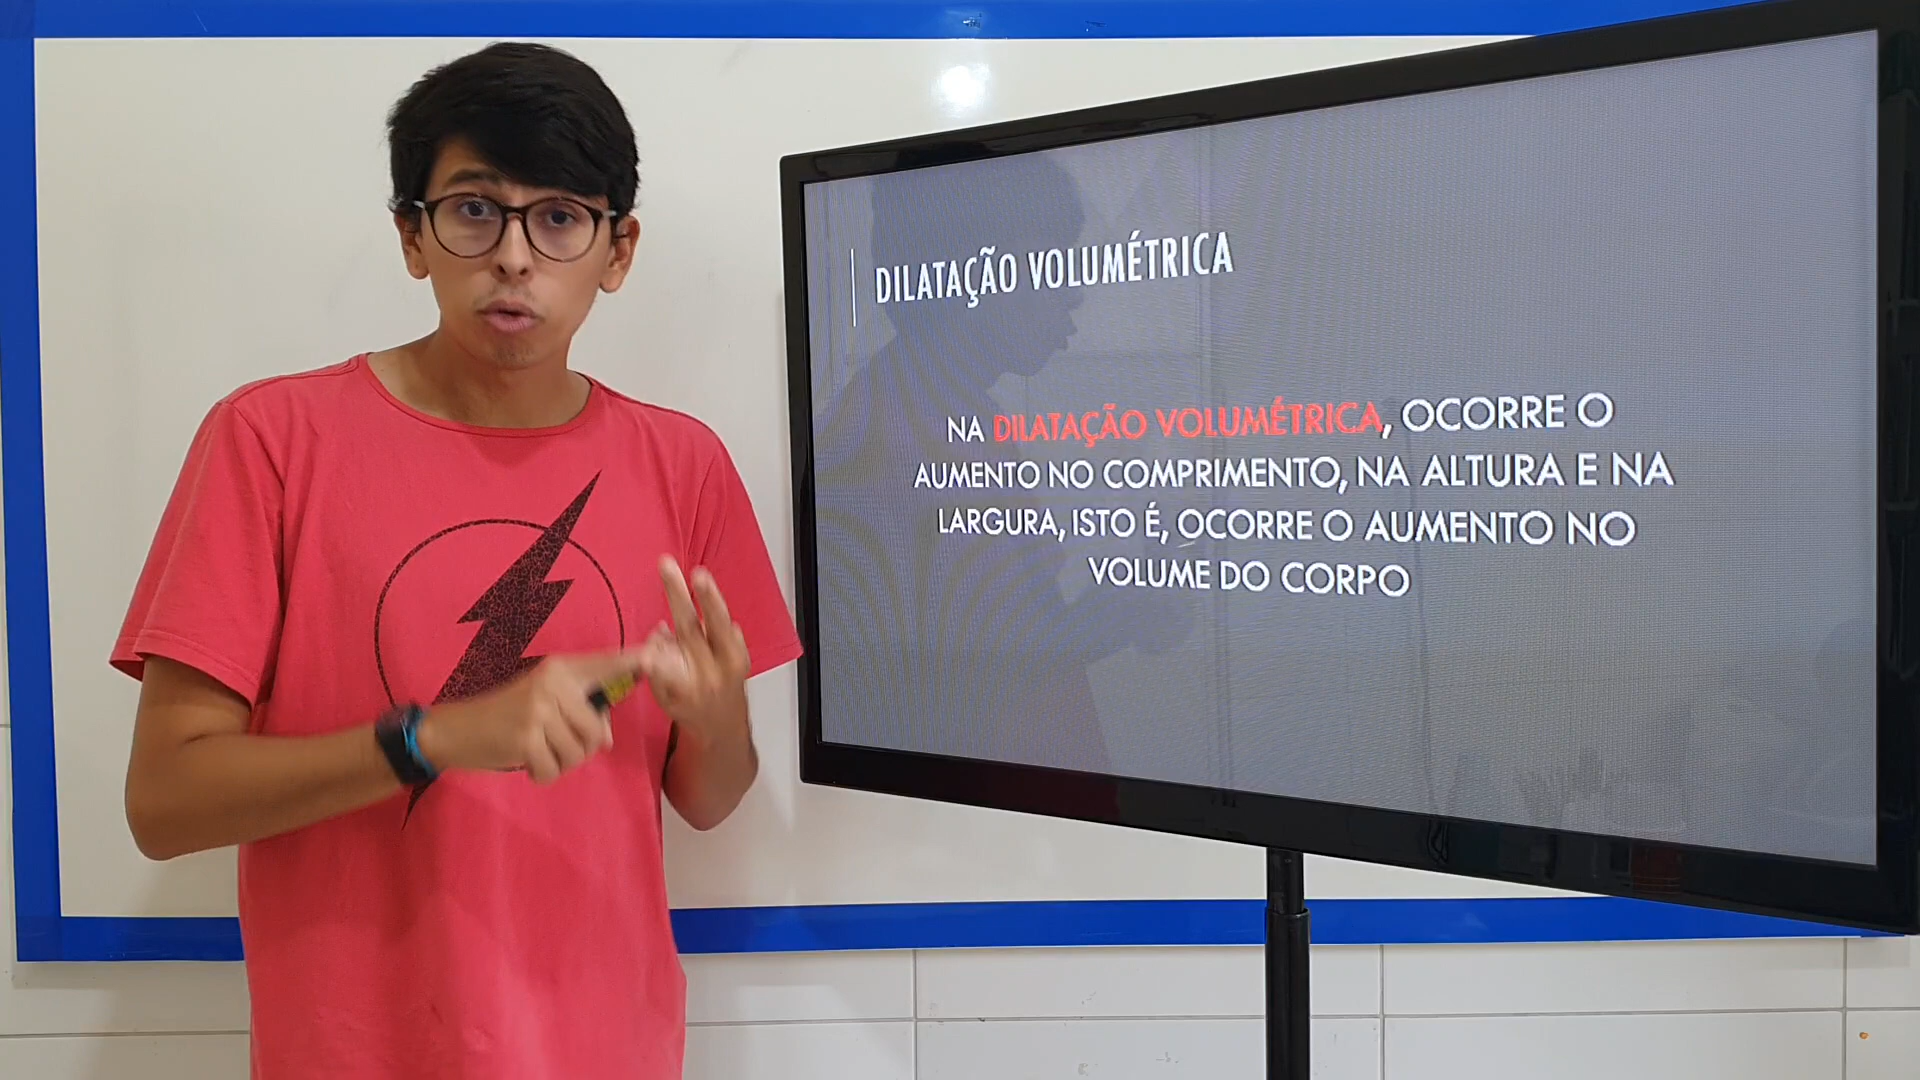 DILATAÇÃO VOLUMÉTRICA
NA DILATAÇÃO VOLUMÉTRICA, OCORRE O
AUMENTO NO COMPRIMENTO, NA ALTURA E NA
LARGURA, ISTO É, OCORRE O AUMENTO NO
VOLUME DO CORPO